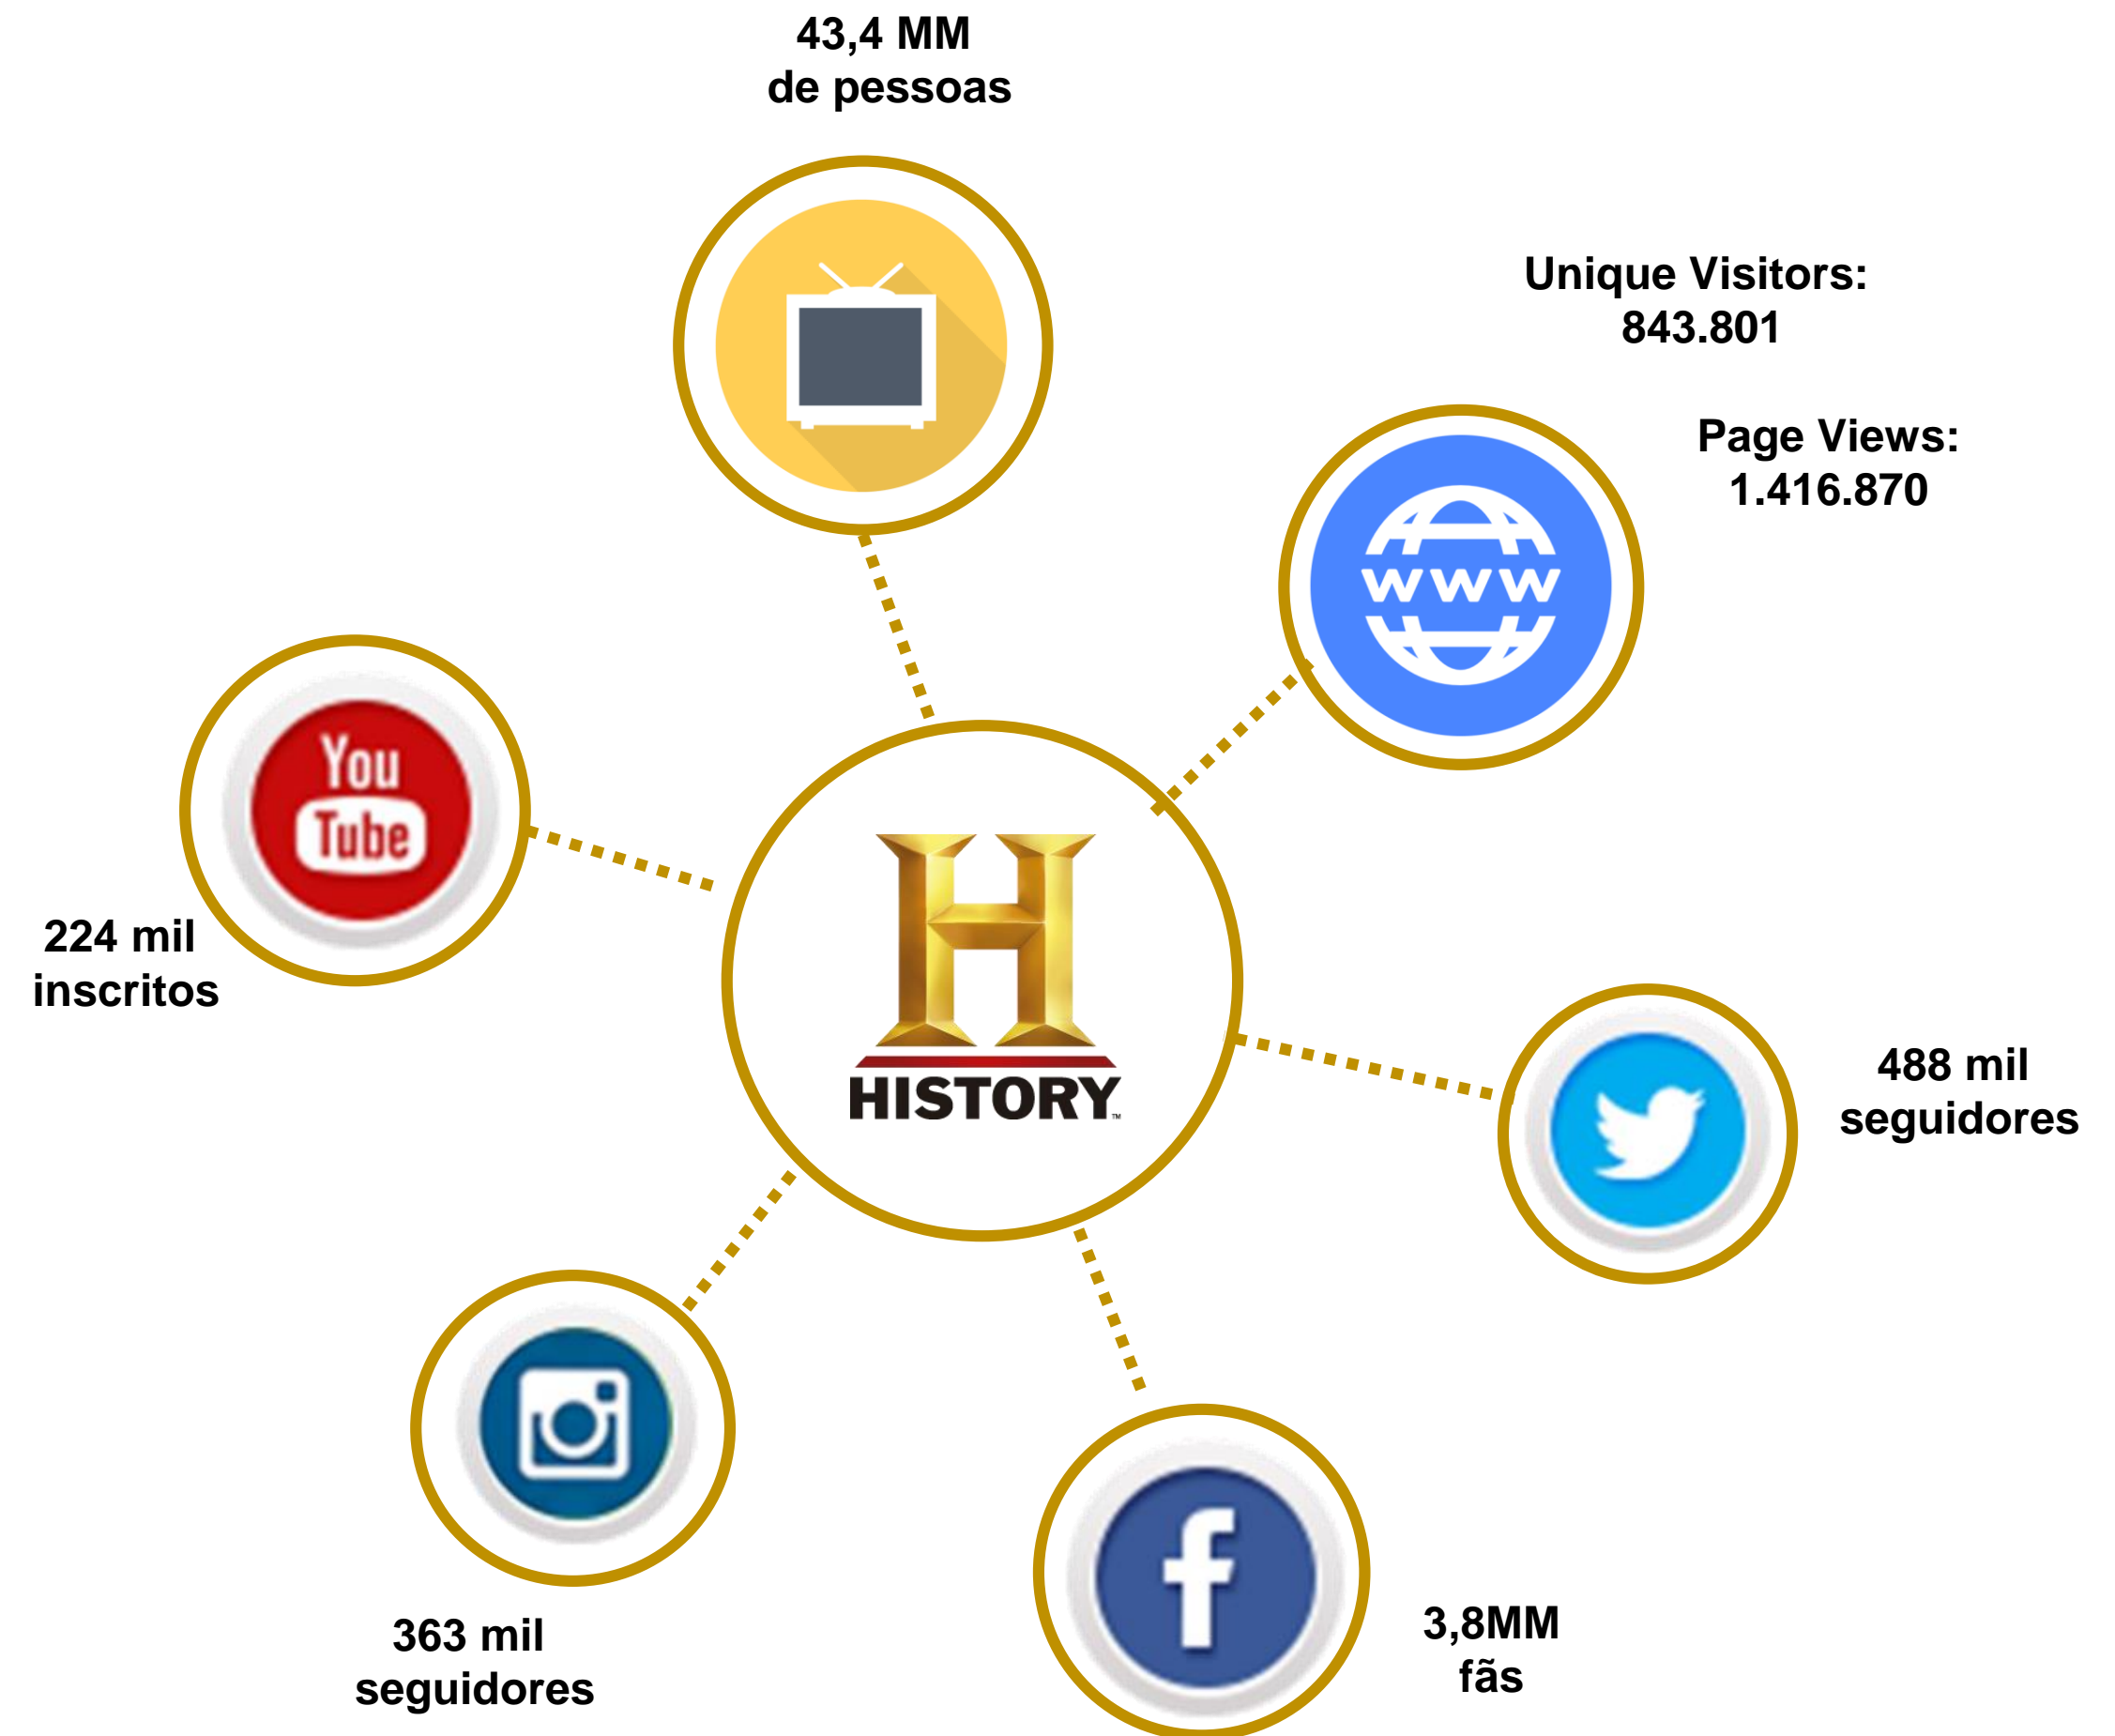 43,4 MM
de pessoas
Unique Visitors:
843.801
Page Views:
1.416.870
www
You
Tube
224 mil
inscritos
H
HISTORY
TM
488 mil
seguidores
f
363 mil
seguidores
3,8MM
fãs